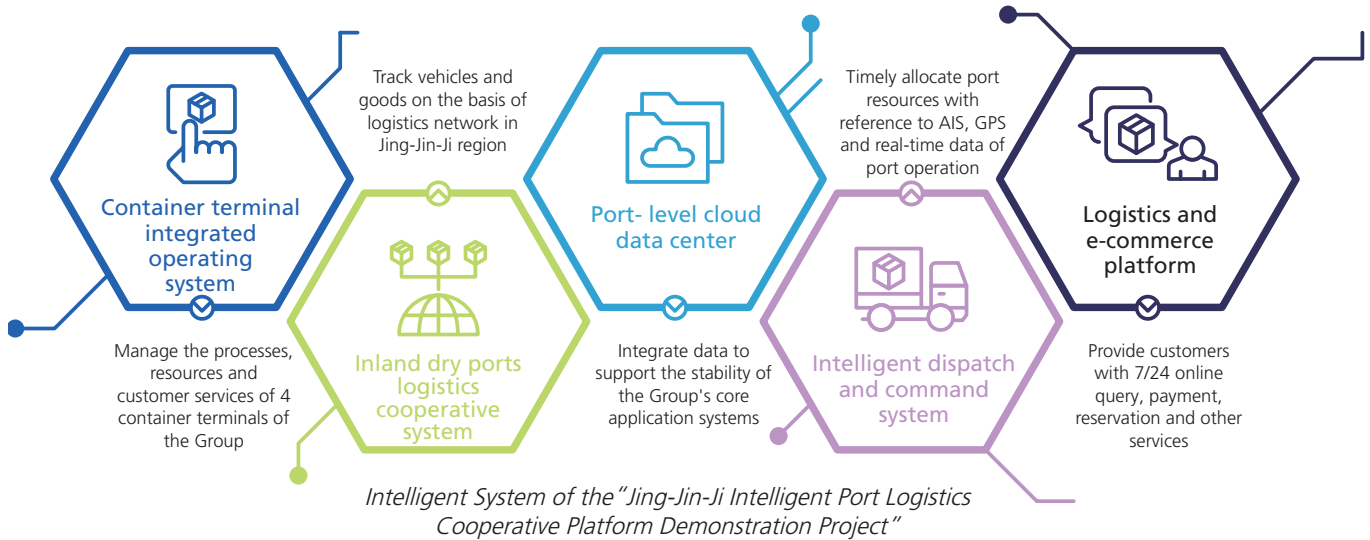 Container terminal
integrated
operating
system
Manage the processes,
resources and
customer services of 4
container terminals of
the Group
Track vehicles and
goods on the basis of
logistics network in
Jing-Jin-Ji region
Inland dry ports
logistics
cooperative
system
Port- level cloud
data center
Integrate data to
support the stability of
the Group's core
application systems
Timely allocate port
resources with
reference to AIS, GPS
and real-time data of
port operation
Intelligent dispatch
and command
system
Logistics and
e-commerce
platform
Provide customers
with 7/24 online
query, payment,
reservation and other
services
Intelligent System of the “Jing-Jin-Ji Intelligent Port Logistics
Cooperative Platform Demonstration Project”